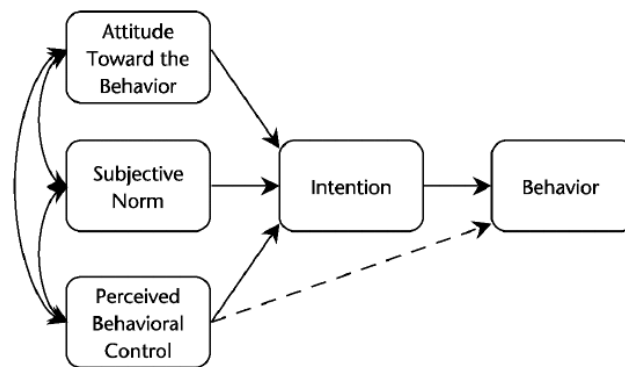 Attitude
Toward the
Behavior
Subjective
Norm
Intention
Behavior
Perceived
Behavioral
Control